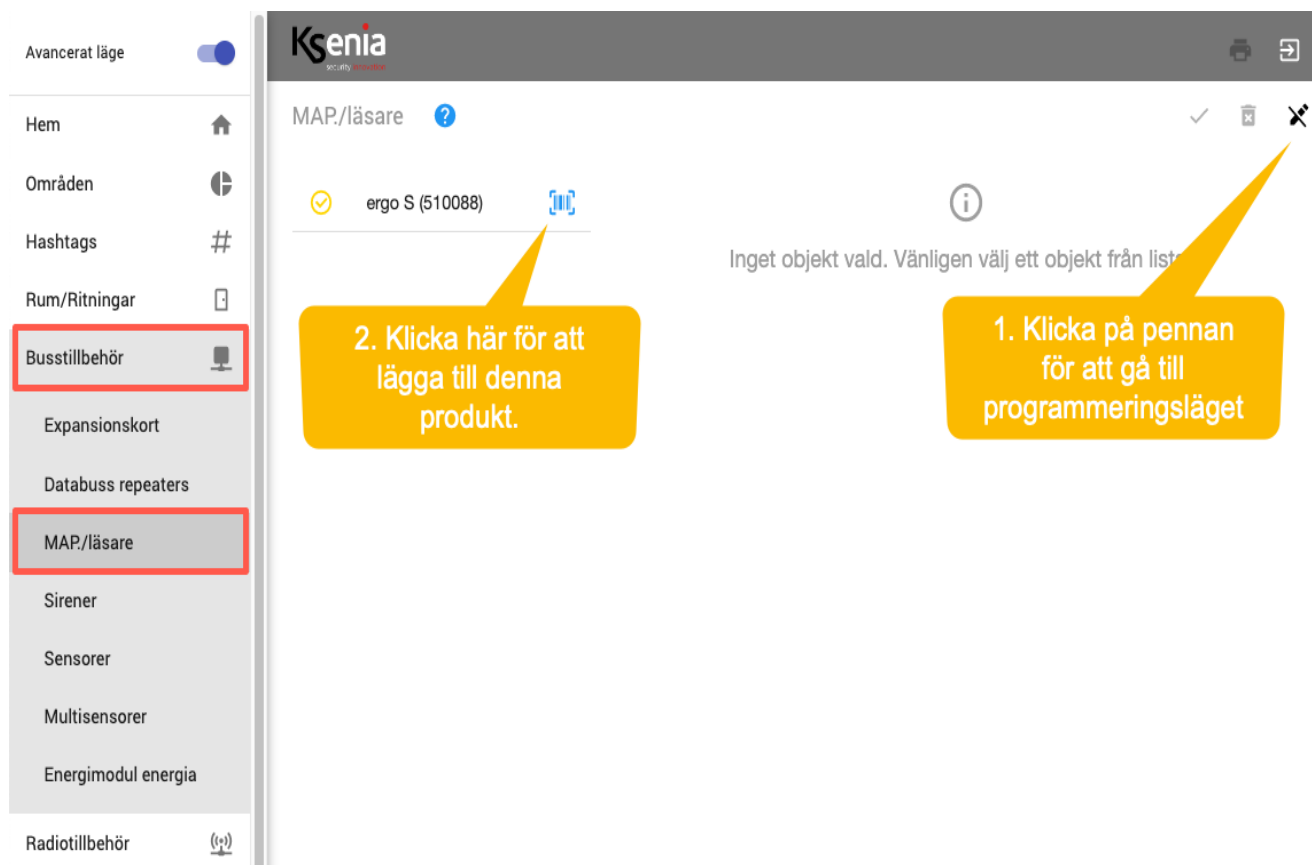 Avancerat läge
Hem
Områden
Hashtags
#
Rum/Ritningar
Busstillbehör
Expansionskort
Databuss repeaters
MAP./läsare
Sirener
Sensorer
Multisensorer
Energimodul energia
Radiotillbehör
Ksenia
security innovation
MAP./läsare ?
ergo S (510088)
i
Inget objekt vald. Vänligen välj ett objekt från
2. Klicka här för att
lägga till denna
produkt.
1. Klicka på pennan
för att gå till
programmeringsläget